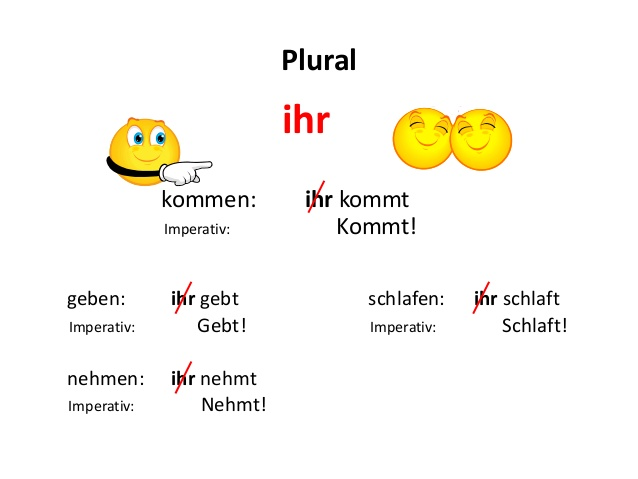 Plural
ihr
kommen: ihr kommt
Imperativ: Kommt!
geben: ihr gebt
Imperativ: Gebt!
schlafen: ihr schlaft
Imperativ: Schlaft!
nehmen: ihr nehmt
Imperativ: Nehmt!